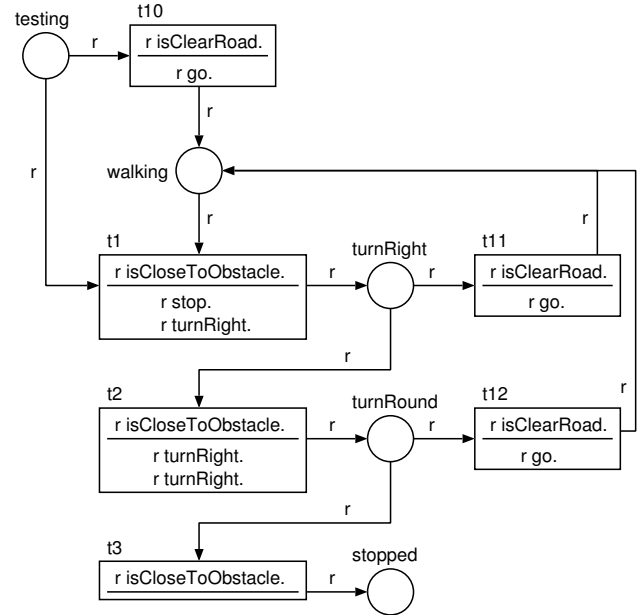 testing
t10
r
r isClearRoad.
r go.
r
r
walking
r
r
t1
turnRight
t11
r isCloseToObstacle.
r
r
r isClearRoad.
r stop.
r turnRight.
r go.
r
t2
turnRound
t12
r
r isCloseToObstacle.
r
r
r isClearRoad.
r turnRight.
r turnRight.
r go.
r
t3
stopped
r isCloseToObstacle.
r